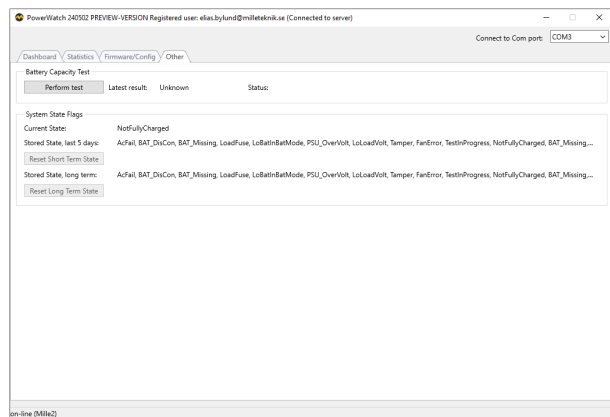 PowerWatch 240502 PREVIEW-VERSION Registered user: elias.bylund@milleteknik.se (Connected to server)
Connect to Com port: COM3
Dashboard Statistics Firmware/Config Other
Battery Capacity Test
Perform test Latest result: Unknown Status:
System State Flags
Current State: NotFullyCharged
Stored State, last 5 days: AcFail, BAT_DisCon, BAT_Missing, LoadFuse, LoBatInBatMode, PSU_OverVolt, LoLoadVolt, Tamper, FanError, TestInProgress, NotFullyCharged, BAT_Missing,...
Reset Short Term State
Stored State, long term: AcFail, BAT_DisCon, BAT_Missing, LoadFuse, LoBatInBatMode, PSU_OverVolt, LoLoadVolt, Tamper, FanError, TestInProgress, NotFullyCharged, BAT_Missing,...
Reset Long Term State
on-line (Mille2)